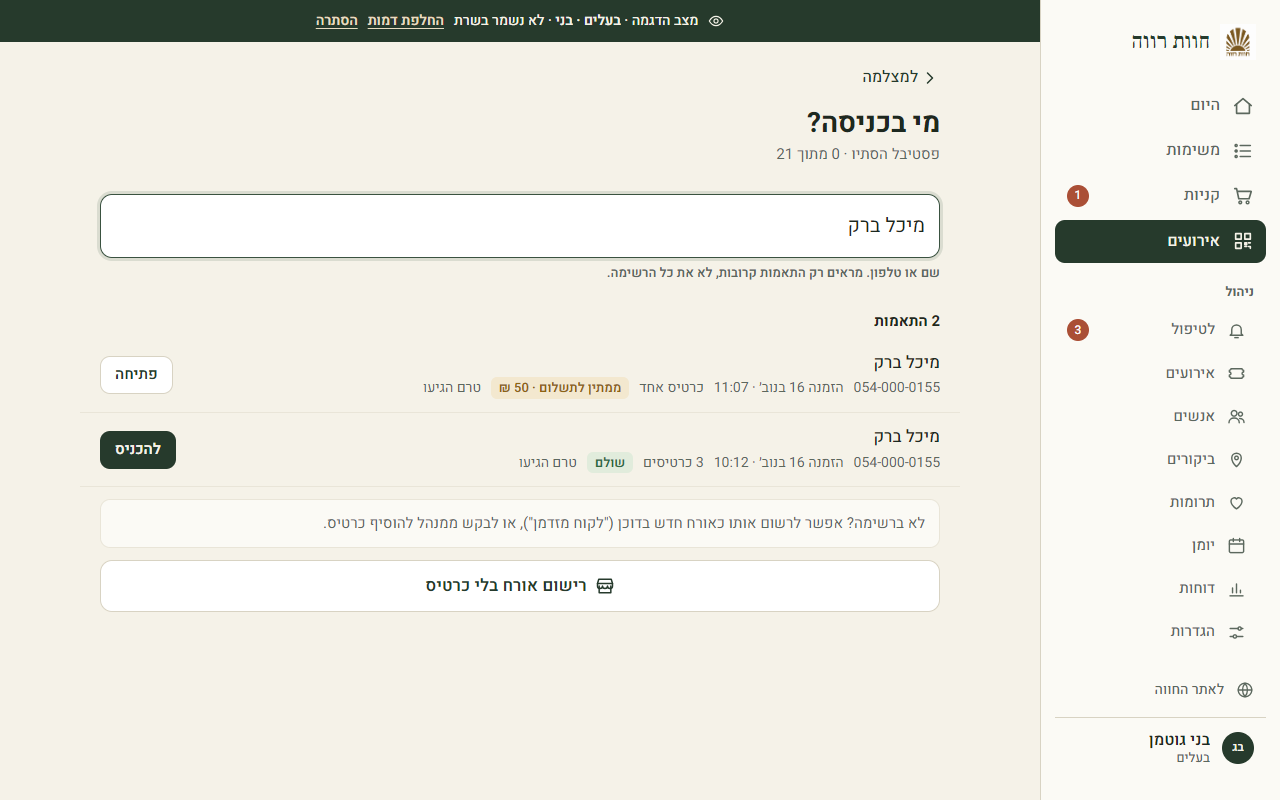 מצב הדגמה · בעלים · בני · לא נשמר בשרת החלפת דמות הסתרה
חוות רווה
היום
משימות
קניות 1
אירועים
ניהול
לטיפול 3
אירועים
אנשים
ביקורים
תרומות
יומן
דוחות
הגדרות
לאתר החווה
בג בני גוטמן
בעלים
למצלמה
מי בכניסה?
פסטיבל הסתיו · 0 מתוך 21
מיכל ברק
שם או טלפון. מראים רק התאמות קרובות, לא את כל הרשימה.
2 התאמות
מיכל ברק
054-000-0155 הזמנה 16 בנוב׳ · 11:07 כרטיס אחד ממתין לתשלום · 50 ₪ טרם הגיעו
פתיחה
מיכל ברק
054-000-0155 הזמנה 16 בנוב׳ · 10:12 3 כרטיסים שולם טרם הגיעו
להכניס
לא ברשימה? אפשר לרשום אותו כאורח חדש בדוכן ("לקוח מזדמן"), או לבקש ממנהל להוסיף כרטיס.
רישום אורח בלי כרטיס